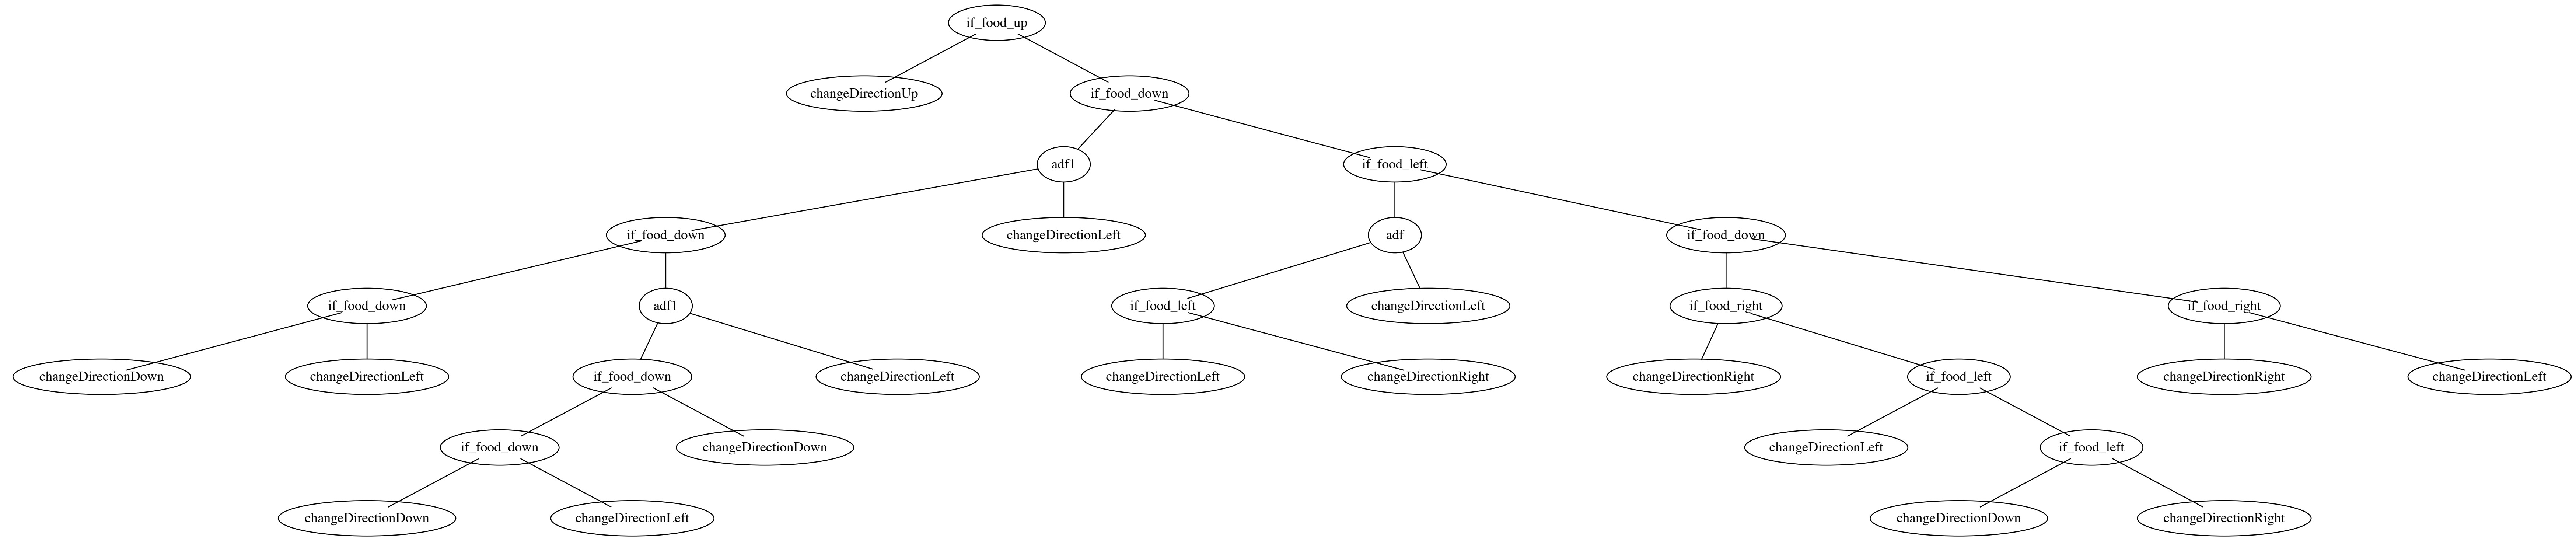 if_food_up
changeDirectionUp
if_food_down
adf1
if_food_left
if_food_down
changeDirectionLeft
adf
if_food_down
if_food_down
adf1
if_food_left
changeDirectionLeft
if_food_right
if_food_right
changeDirectionDown
changeDirectionLeft
if_food_down
changeDirectionLeft
changeDirectionLeft
changeDirectionRight
changeDirectionRight
if_food_left
changeDirectionRight
changeDirectionLeft
if_food_down
changeDirectionDown
changeDirectionLeft
if_food_left
changeDirectionDown
changeDirectionLeft
changeDirectionDown
changeDirectionRight